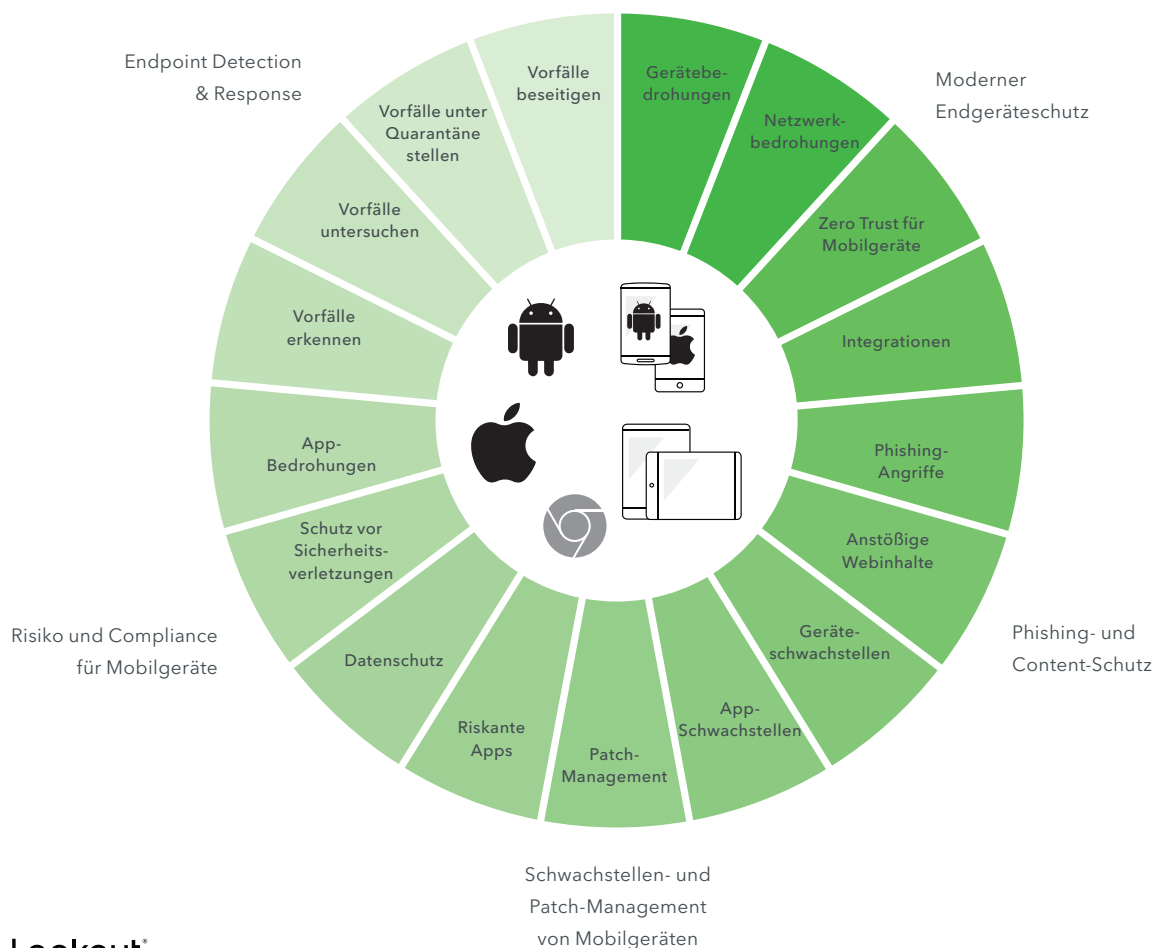 Endpoint Detection
& Response
Vorfälle
beseitigen
Gerätebe-
drohungen
Moderner
Endgeräteschutz
Vorfälle unter
Quarantäne
stellen
Netzwerk-
bedrohungen
Vorfälle
untersuchen
Zero Trust für
Mobilgeräte
Vorfälle
erkennen
Integrationen
App-
Bedrohungen
Phishing-
Angriffe
Schutz vor
Sicherheits-
verletzungen
Anstößige
Webinhalte
Risiko und Compliance
für Mobilgeräte
Datenschutz
Geräte-
schwachstellen
Phishing- und
Content-Schutz
Riskante
Apps
App-
Schwachstellen
Patch-
Management
Schwachstellen- und
Patch-Management
von Mobilgeräten
Lookout®